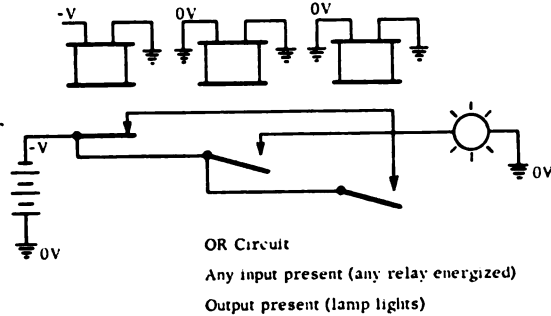 -V
0V
0V
-V
0V
0V
OR Circuit
Any input present (any relay energized)
Output present (lamp lights)